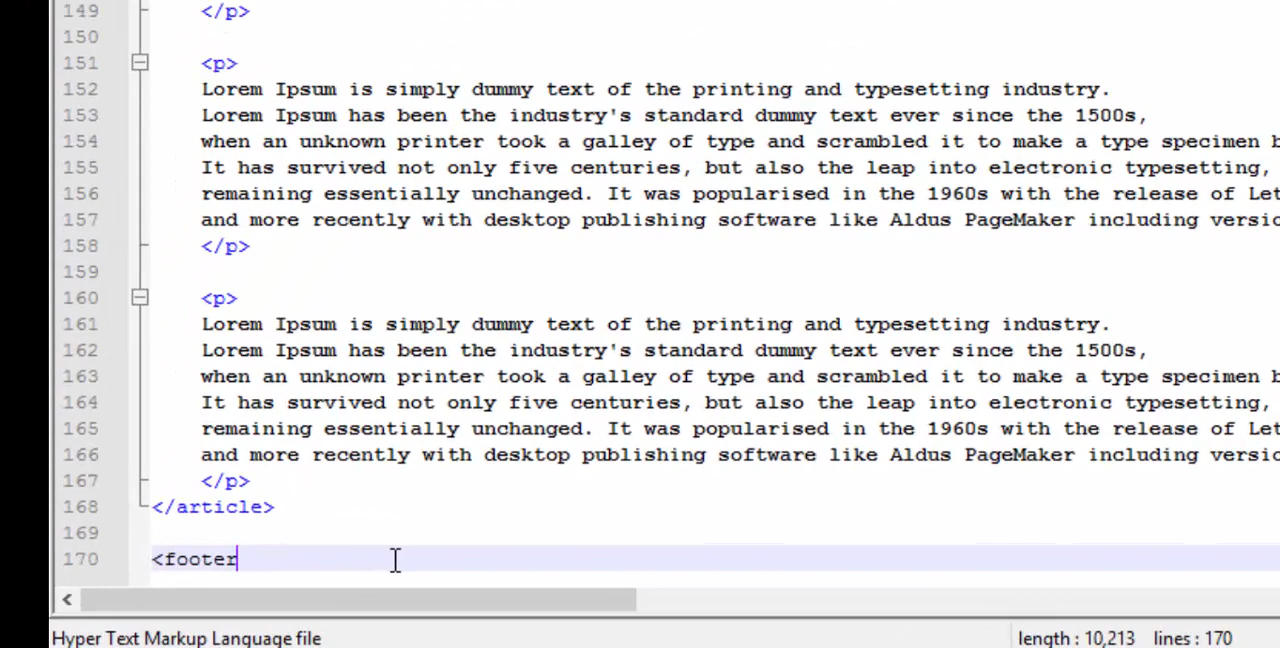 149 </p>
150
151 <p>
152 Lorem Ipsum is simply dummy text of the printing and typesetting industry.
153 Lorem Ipsum has been the industry's standard dummy text ever since the 1500s,
154 when an unknown printer took a galley of type and scrambled it to make a type specimen b
155 It has survived not only five centuries, but also the leap into electronic typesetting,
156 remaining essentially unchanged. It was popularised in the 1960s with the release of Let
157 and more recently with desktop publishing software like Aldus PageMaker including versio
158 </p>
159
160 <p>
161 Lorem Ipsum is simply dummy text of the printing and typesetting industry.
162 Lorem Ipsum has been the industry's standard dummy text ever since the 1500s,
163 when an unknown printer took a galley of type and scrambled it to make a type specimen b
164 It has survived not only five centuries, but also the leap into electronic typesetting,
165 remaining essentially unchanged. It was popularised in the 1960s with the release of Let
166 and more recently with desktop publishing software like Aldus PageMaker including versio
167 </p>
168 </article>
169
170 <footer
Hyper Text Markup Language file length : 10,213 lines : 170